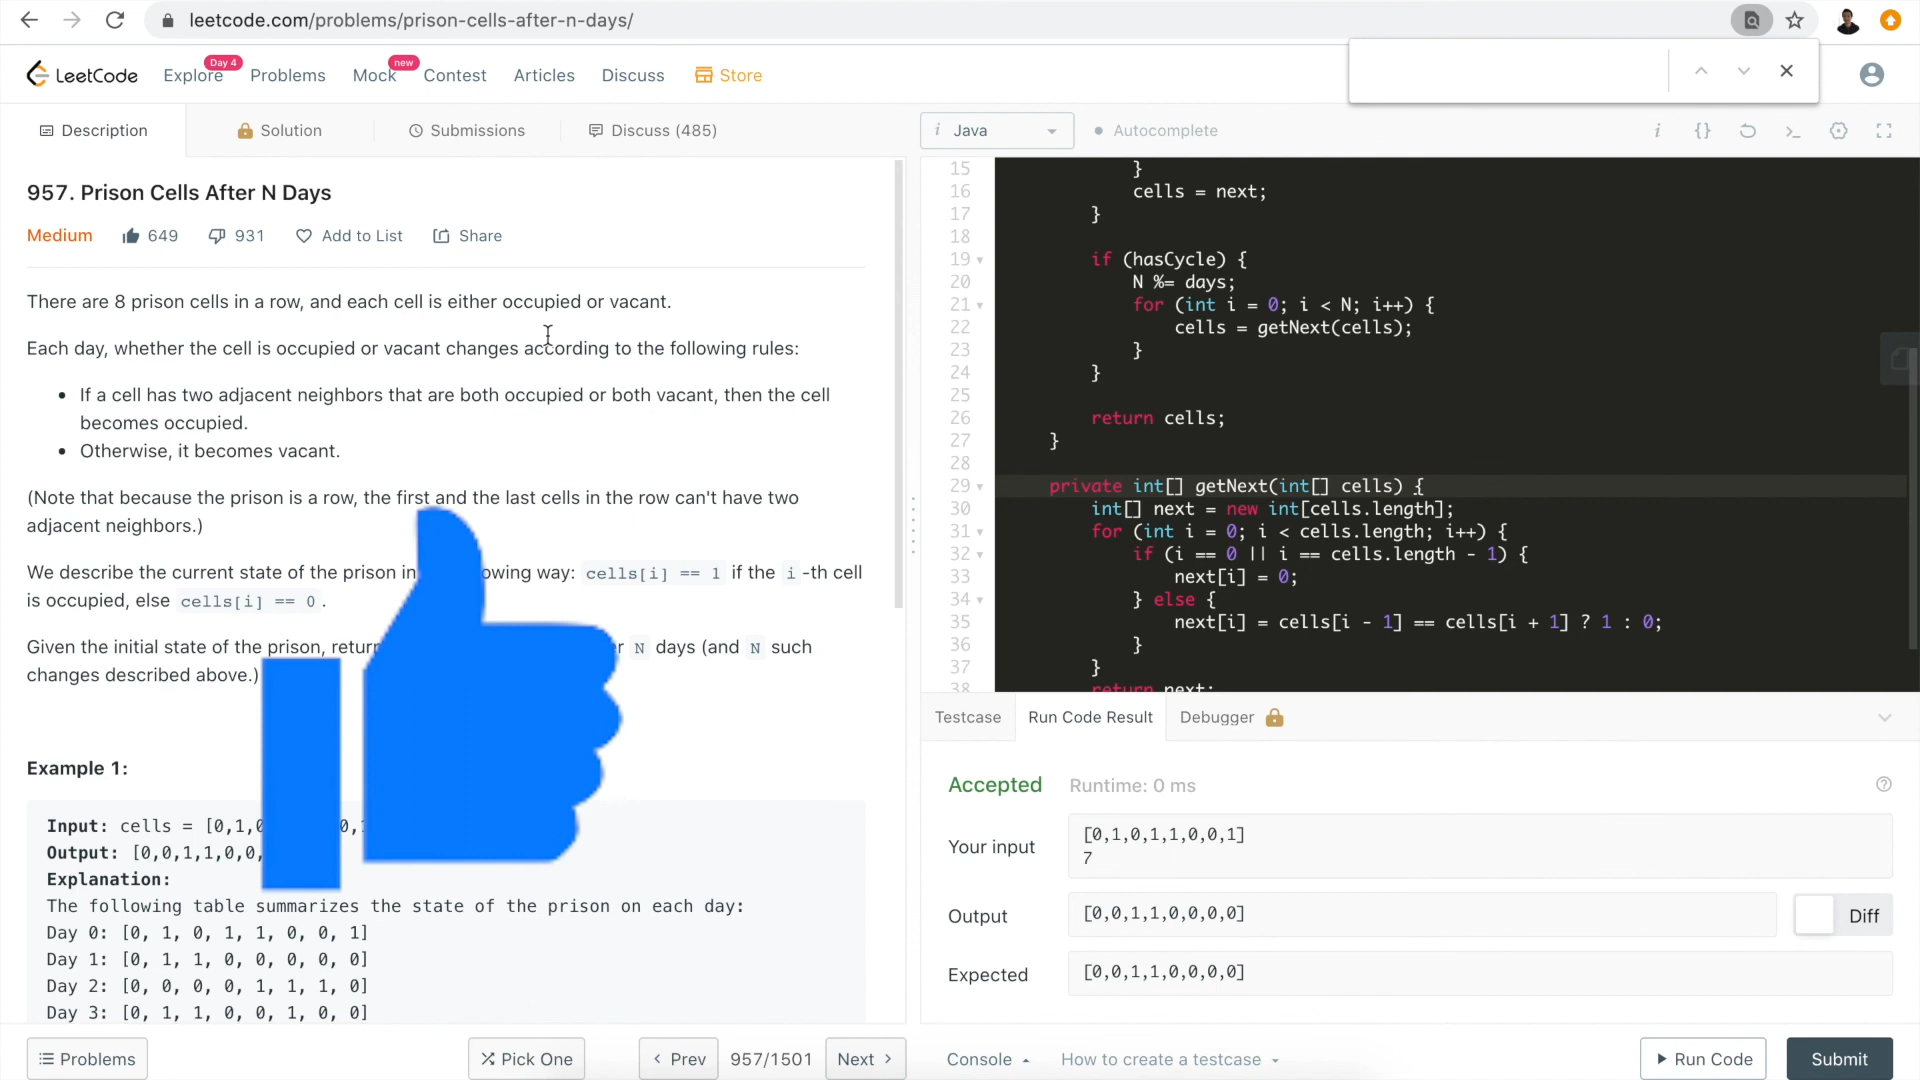 leetcode.com/problems/prison-cells-after-n-days/
LeetCode
Explore
Day 4
Problems
Mock
new
Contest
Articles
Discuss
Store
Description
Solution
Submissions
Discuss (485)
i Java
Autocomplete
957. Prison Cells After N Days
Medium
649
931
Add to List
Share
There are 8 prison cells in a row, and each cell is either occupied or vacant.
Each day, whether the cell is occupied or vacant changes according to the following rules:
• If a cell has two adjacent neighbors that are both occupied or both vacant, then the cell
becomes occupied.
• Otherwise, it becomes vacant.
(Note that because the prison is a row, the first and the last cells in the row can't have two
adjacent neighbors.)
We describe the current state of the prison in owing way: cells[i] == 1 if the i -th cell
is occupied, else cells[i] == 0 .
Given the initial state of the prison, return N days (and N such
changes described above.)
Example 1:
Input: cells = [0,1,0 0,1
Output: [0,0,1,1,0,0,
Explanation:
The following table summarizes the state of the prison on each day:
Day 0: [0, 1, 0, 1, 1, 0, 0, 1]
Day 1: [0, 1, 1, 0, 0, 0, 0, 0]
Day 2: [0, 0, 0, 0, 1, 1, 1, 0]
Day 3: [0, 1, 1, 0, 0, 1, 0, 0]
15 }
16 cells = next;
17 }
18
19 if (hasCycle) {
20 N %= days;
21 for (int i = 0; i < N; i++) {
22 cells = getNext(cells);
23 }
24 }
25
26 return cells;
27 }
28
29 private int[] getNext(int[] cells) {
30 int[] next = new int[cells.length];
31 for (int i = 0; i < cells.length; i++) {
32 if (i == 0 || i == cells.length - 1) {
33 next[i] = 0;
34 } else {
35 next[i] = cells[i - 1] == cells[i + 1] ? 1 : 0;
36 }
37 }
38 return next;
Testcase
Run Code Result
Debugger
Accepted
Runtime: 0 ms
Your input
[0,1,0,1,1,0,0,1]
7
Output
[0,0,1,1,0,0,0,0]
Diff
Expected
[0,0,1,1,0,0,0,0]
Problems
Pick One
Prev
957/1501
Next
Console
How to create a testcase
Run Code
Submit